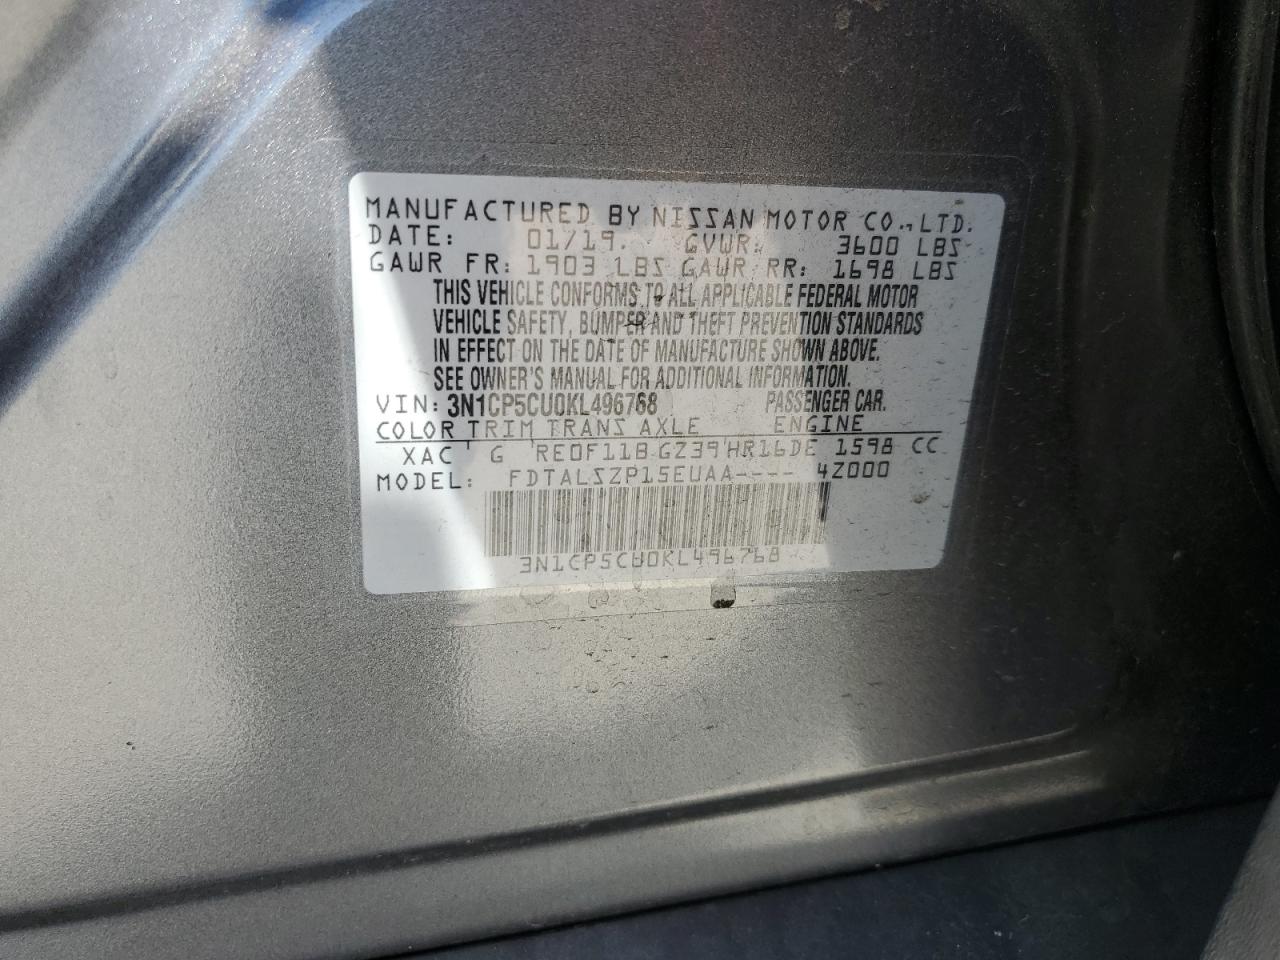 MANUFACTURED BY NISSAN MOTOR CO., LTD.
DATE: 01/19. GVWR: 3600 LBS
GAWR FR: 1903 LBS GAWR RR: 1698 LBS
THIS VEHICLE CONFORMS TO ALL APPLICABLE FEDERAL MOTOR
VEHICLE SAFETY, BUMPER AND THEFT PREVENTION STANDARDS
IN EFFECT ON THE DATE OF MANUFACTURE SHOWN ABOVE.
SEE OWNER'S MANUAL FOR ADDITIONAL INFORMATION.
VIN: 3N1CP5CU0KL496768 PASSENGER CAR.
COLOR TRIM TRANS AXLE ENGINE
XAC G RE0F11B GZ39 HR16DE 1598 CC
MODEL: FDTALSZP15EUAA---- 4Z000
3N1CP5CU0KL496768